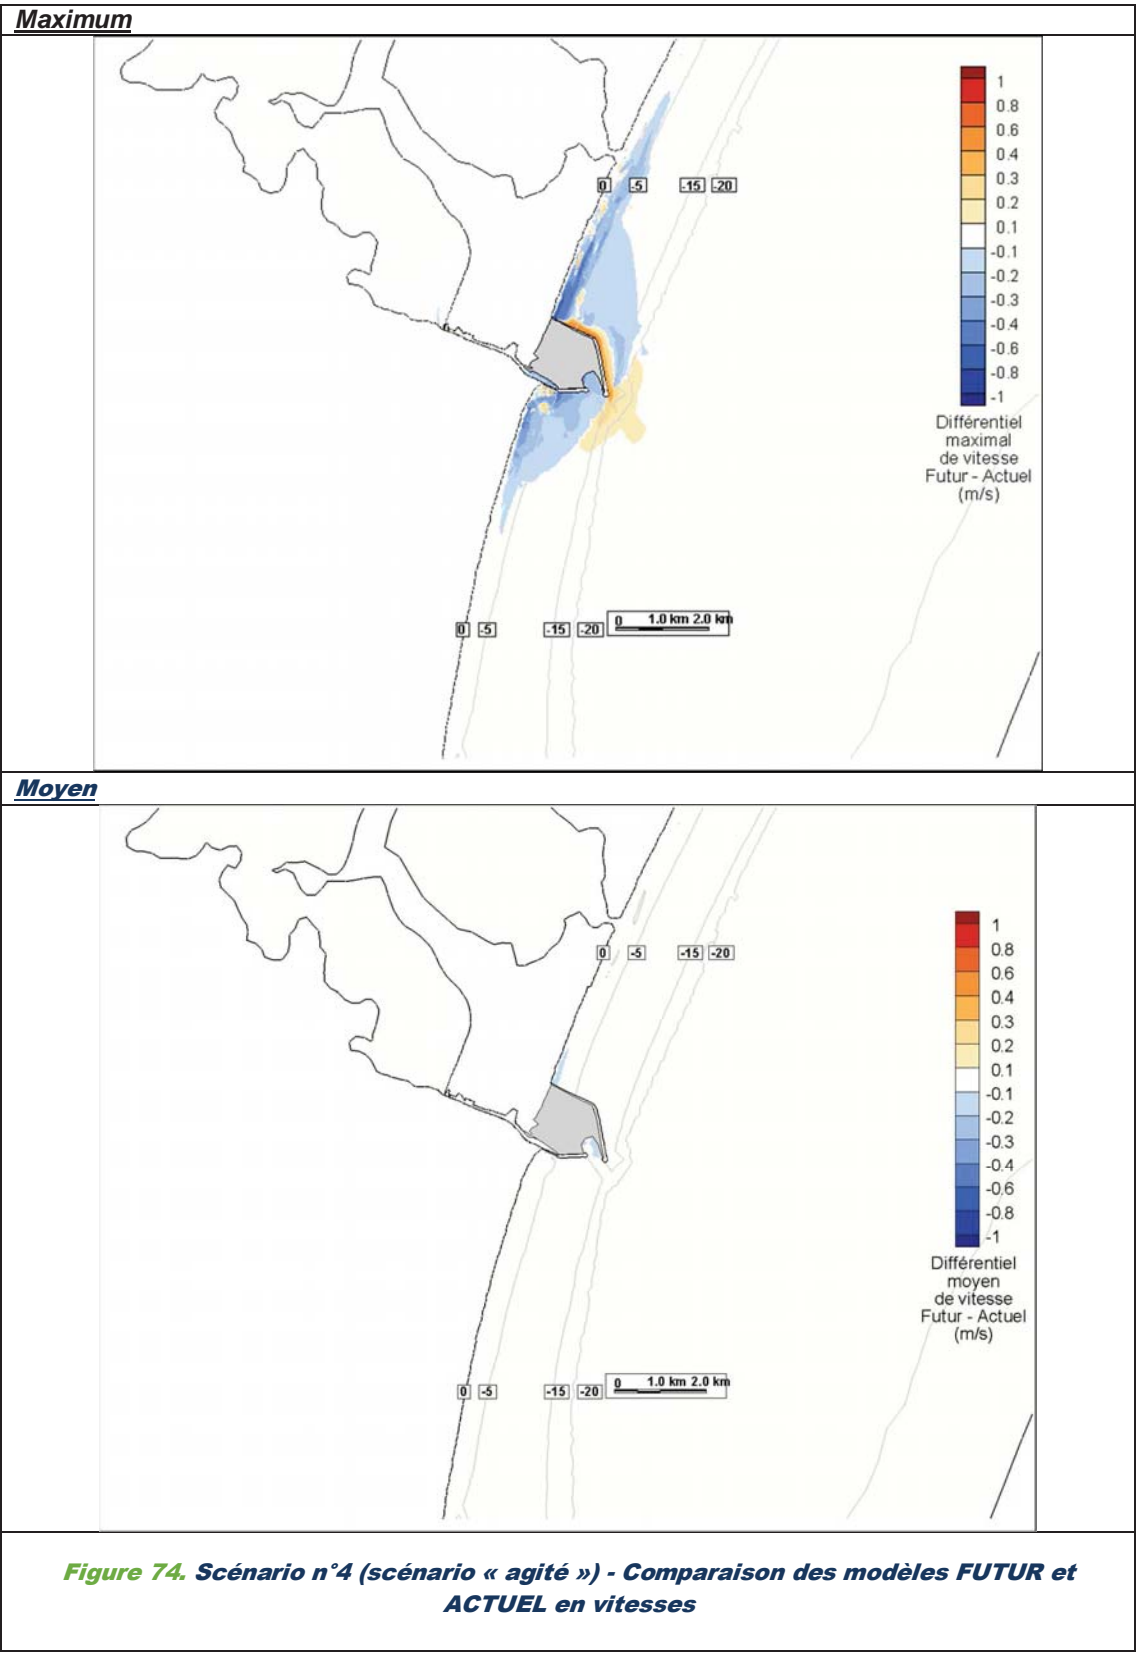 Maximum
0 -5 -15 -20
1
0.8
0.6
0.4
0.3
0.2
0.1
-0.1
-0.2
-0.3
-0.4
-0.6
-0.8
-1
Différentiel
maximal
de vitesse
Futur - Actuel
(m/s)
0 -5 -15 -20
0 1.0 km 2.0 km
Moyen
0 -5 -15 -20
1
0.8
0.6
0.4
0.3
0.2
0.1
-0.1
-0.2
-0.3
-0.4
-0.6
-0.8
-1
Différentiel
moyen
de vitesse
Futur - Actuel
(m/s)
0 -5 -15 -20
0 1.0 km 2.0 km
Figure 74. Scénario n°4 (scénario « agité ») - Comparaison des modèles FUTUR et
ACTUEL en vitesses